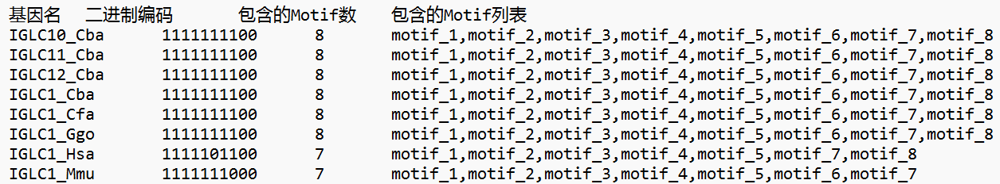 基因名 二进制编码 包含的Motif数 包含的Motif列表
IGLC10_Cba 1111111100 8 motif_1,motif_2,motif_3,motif_4,motif_5,motif_6,motif_7,motif_8
IGLC11_Cba 1111111100 8 motif_1,motif_2,motif_3,motif_4,motif_5,motif_6,motif_7,motif_8
IGLC12_Cba 1111111100 8 motif_1,motif_2,motif_3,motif_4,motif_5,motif_6,motif_7,motif_8
IGLC1_Cba 1111111100 8 motif_1,motif_2,motif_3,motif_4,motif_5,motif_6,motif_7,motif_8
IGLC1_Cfa 1111111100 8 motif_1,motif_2,motif_3,motif_4,motif_5,motif_6,motif_7,motif_8
IGLC1_Ggo 1111111100 8 motif_1,motif_2,motif_3,motif_4,motif_5,motif_6,motif_7,motif_8
IGLC1_Hsa 1111101100 7 motif_1,motif_2,motif_3,motif_4,motif_5,motif_7,motif_8
IGLC1_Mmu 1111111000 7 motif_1,motif_2,motif_3,motif_4,motif_5,motif_6,motif_7